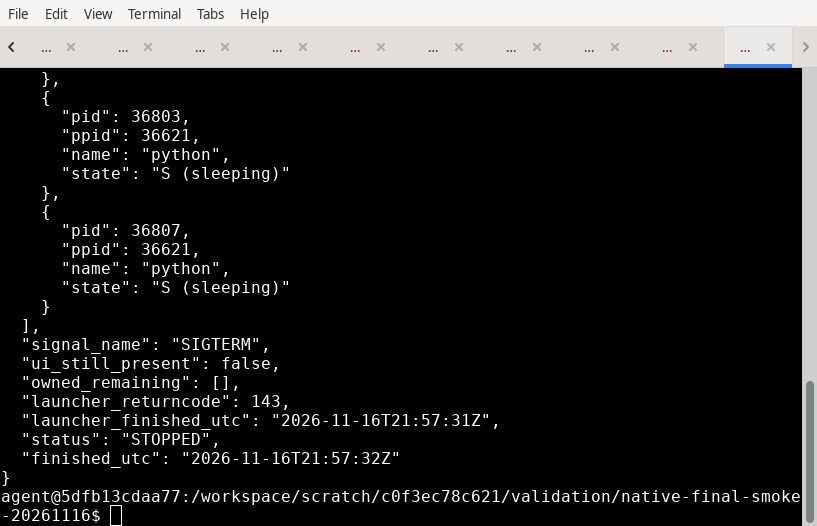 File Edit View Terminal Tabs Help
... ... ... ... ... ... ... ... ... ...
},
{
"pid": 36803,
"ppid": 36621,
"name": "python",
"state": "S (sleeping)"
},
{
"pid": 36807,
"ppid": 36621,
"name": "python",
"state": "S (sleeping)"
}
],
"signal_name": "SIGTERM",
"ui_still_present": false,
"owned_remaining": [],
"launcher_returncode": 143,
"launcher_finished_utc": "2026-11-16T21:57:31Z",
"status": "STOPPED",
"finished_utc": "2026-11-16T21:57:32Z"
}
agent@5dfb13cdaa77:/workspace/scratch/c0f3ec78c621/validation/native-final-smoke
-20261116$